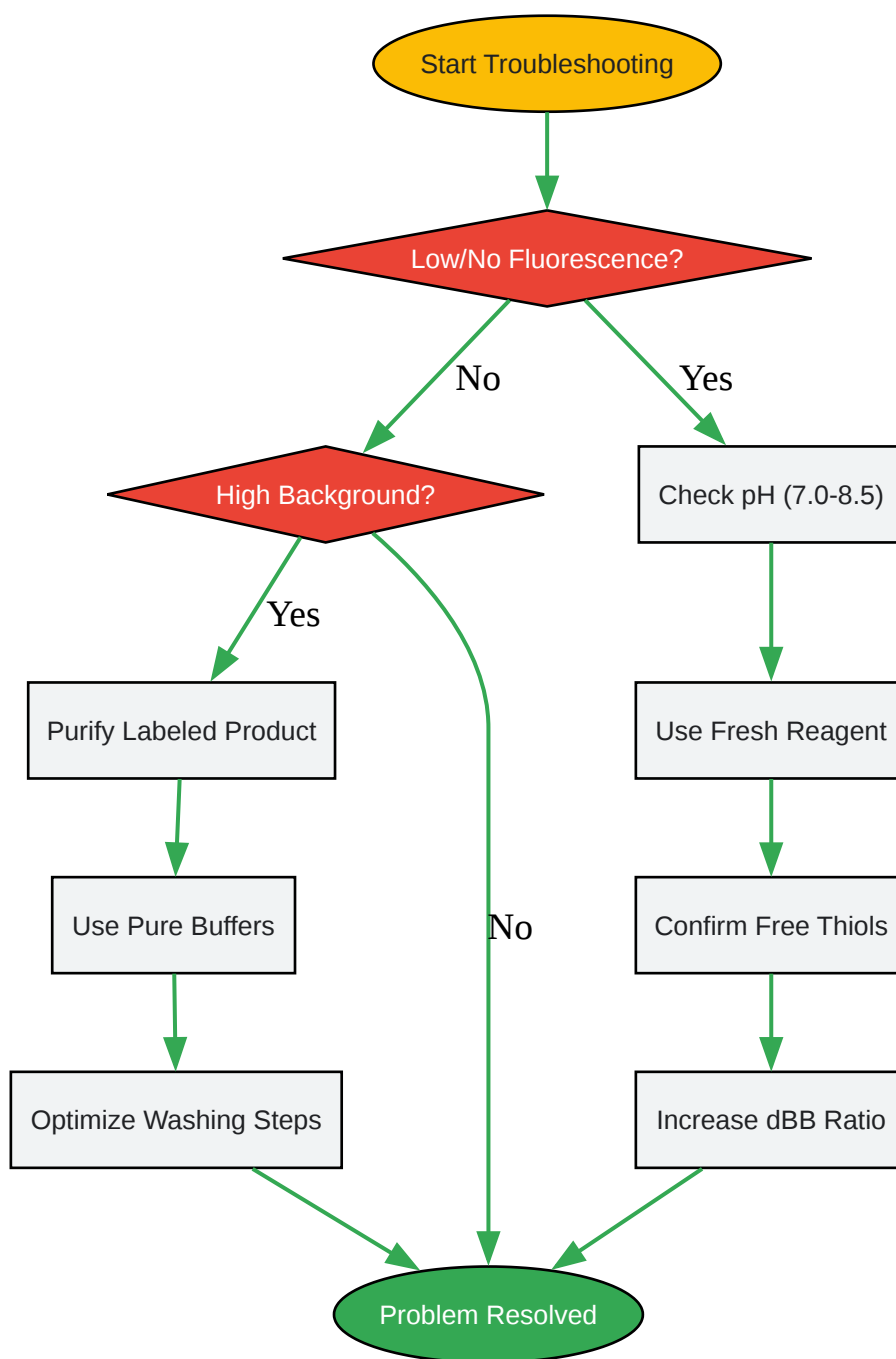 Start Troubleshooting
Low/No Fluorescence?
No
Yes
High Background?
Check pH (7.0-8.5)
Yes
Purify Labeled Product
Use Fresh Reagent
Use Pure Buffers
No
Confirm Free Thiols
Optimize Washing Steps
Increase dBB Ratio
Problem Resolved